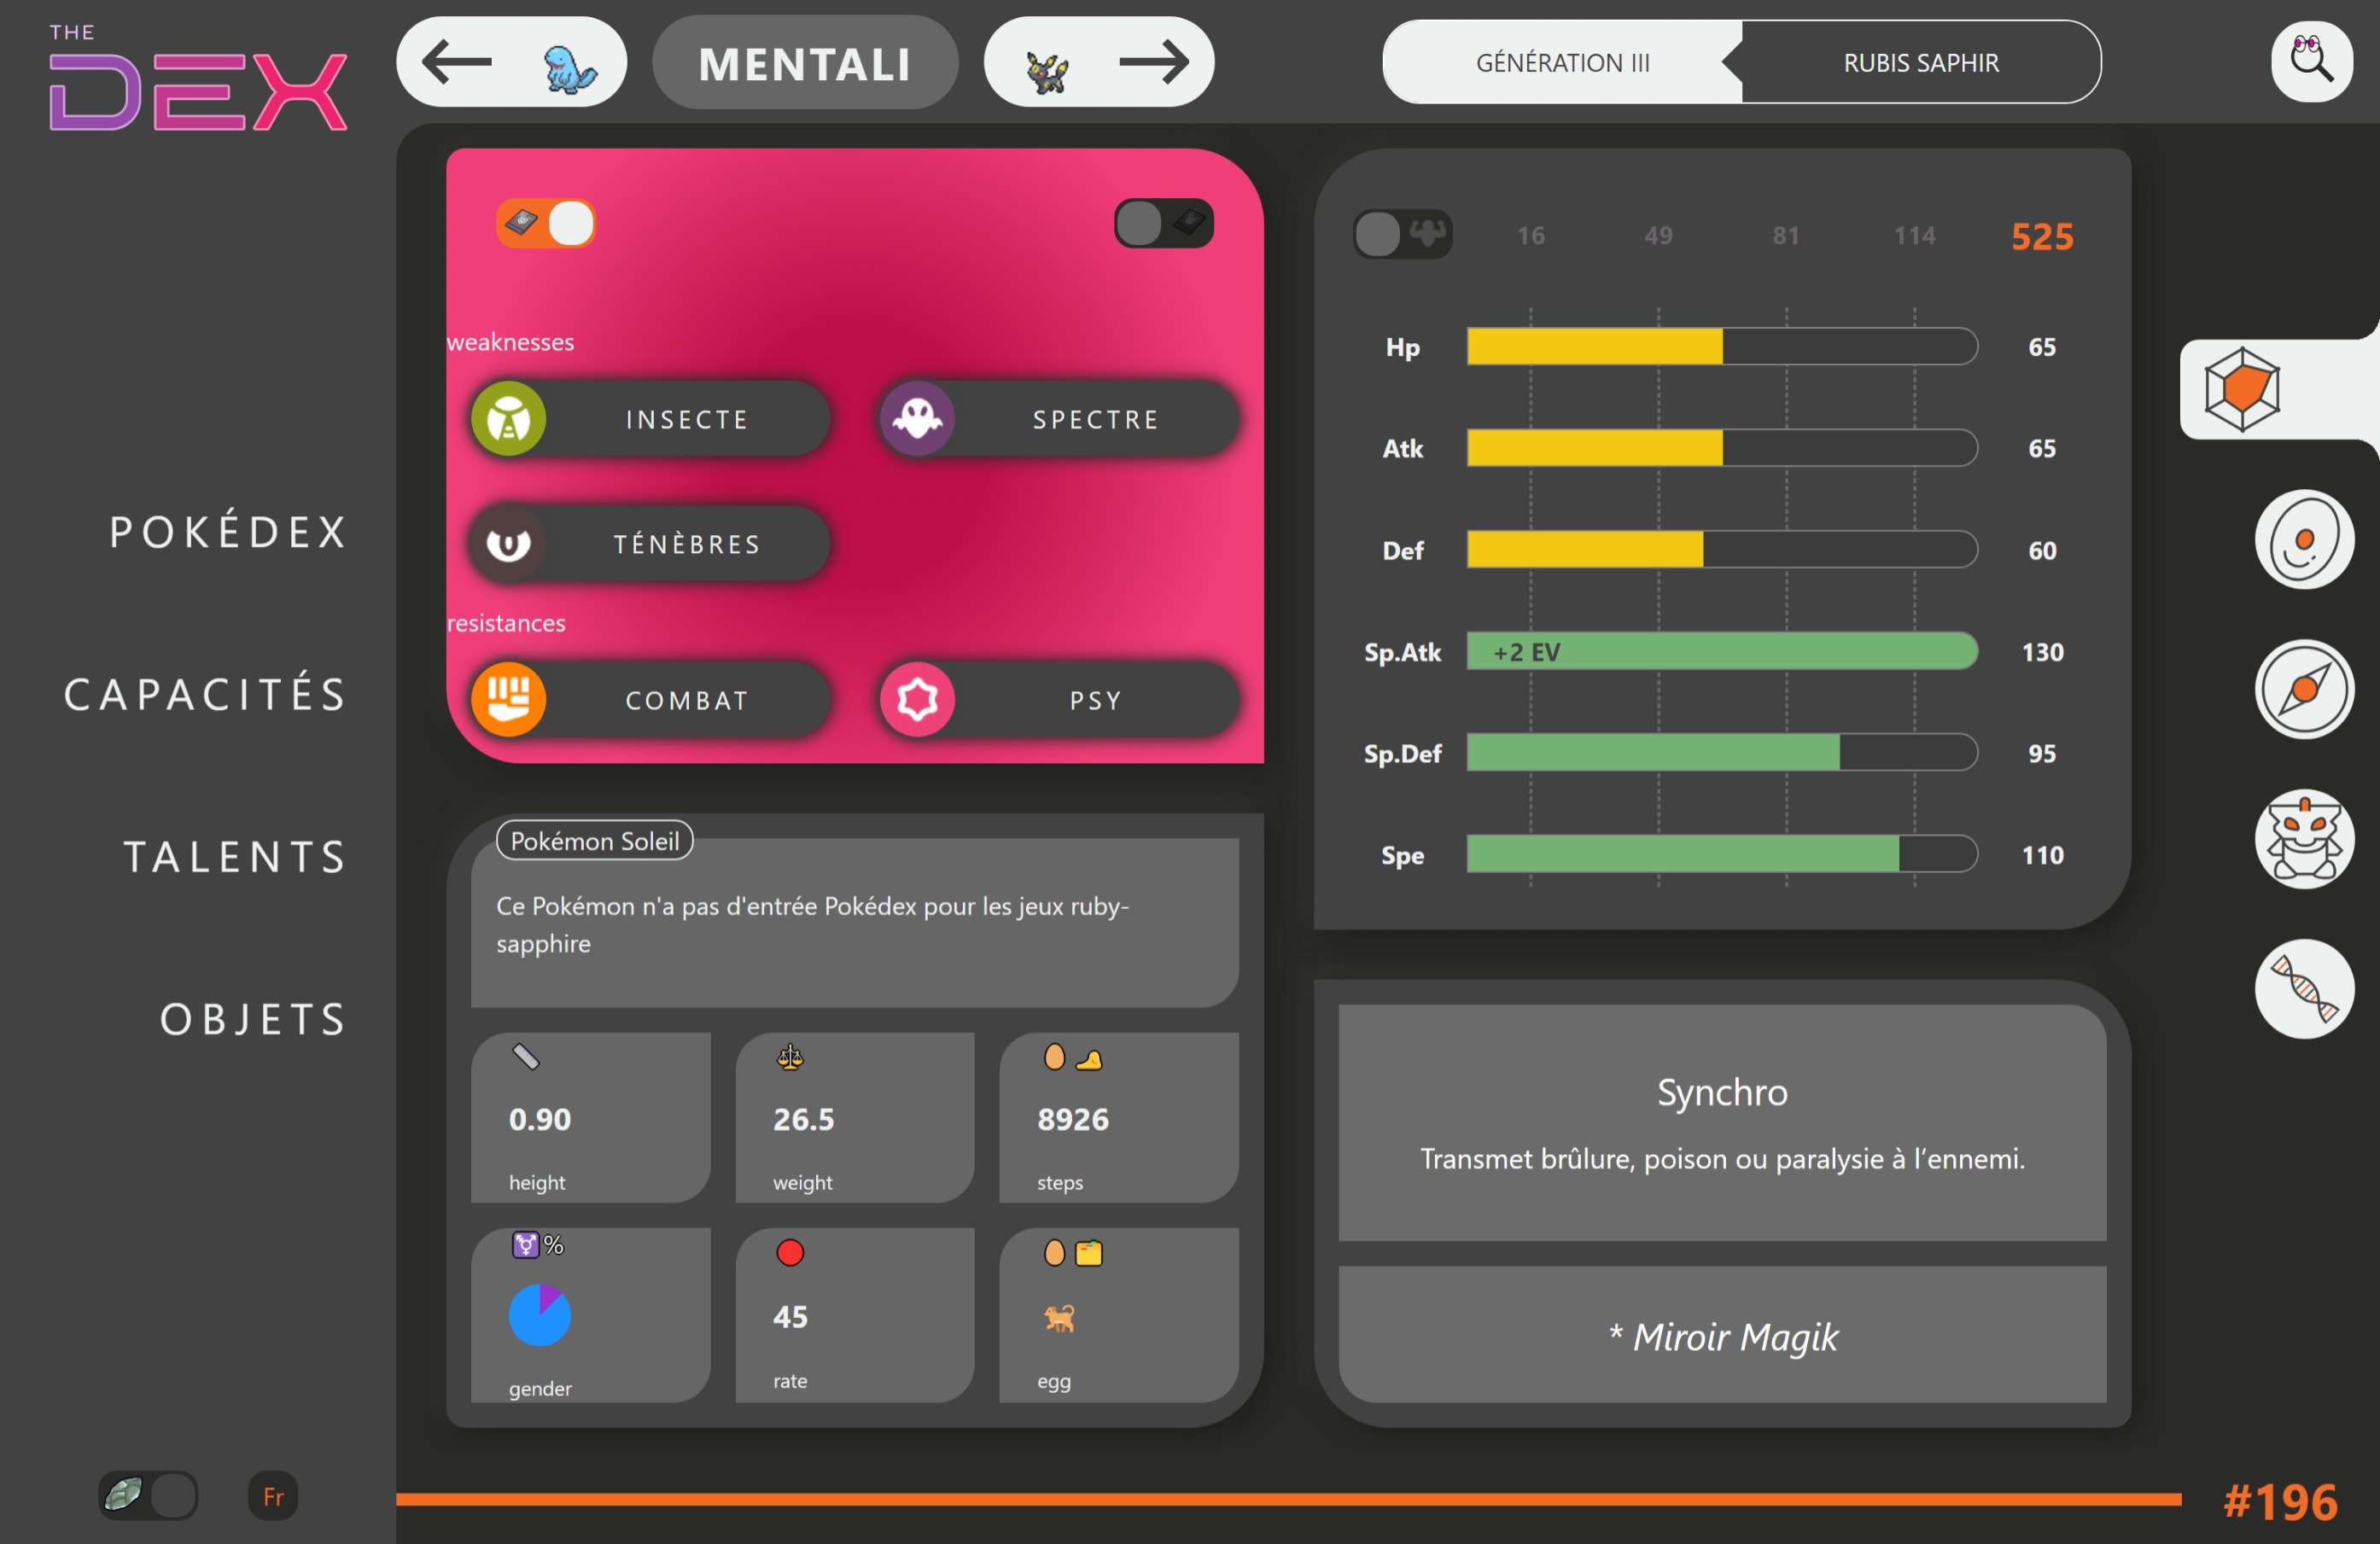 THE
DEX
MENTALI
GÉNÉRATION III
RUBIS SAPHIR
POKÉDEX
CAPACITÉS
TALENTS
OBJETS
Fr
weaknesses
INSECTE
SPECTRE
TÉNÈBRES
resistances
COMBAT
PSY
16 49 81 114 525
Hp 65
Atk 65
Def 60
Sp.Atk +2 EV 130
Sp.Def 95
Spe 110
Pokémon Soleil
Ce Pokémon n'a pas d'entrée Pokédex pour les jeux ruby-
sapphire
0.90
height
26.5
weight
8926
steps
%
gender
45
rate
egg
Synchro
Transmet brûlure, poison ou paralysie à l’ennemi.
* Miroir Magik
#196